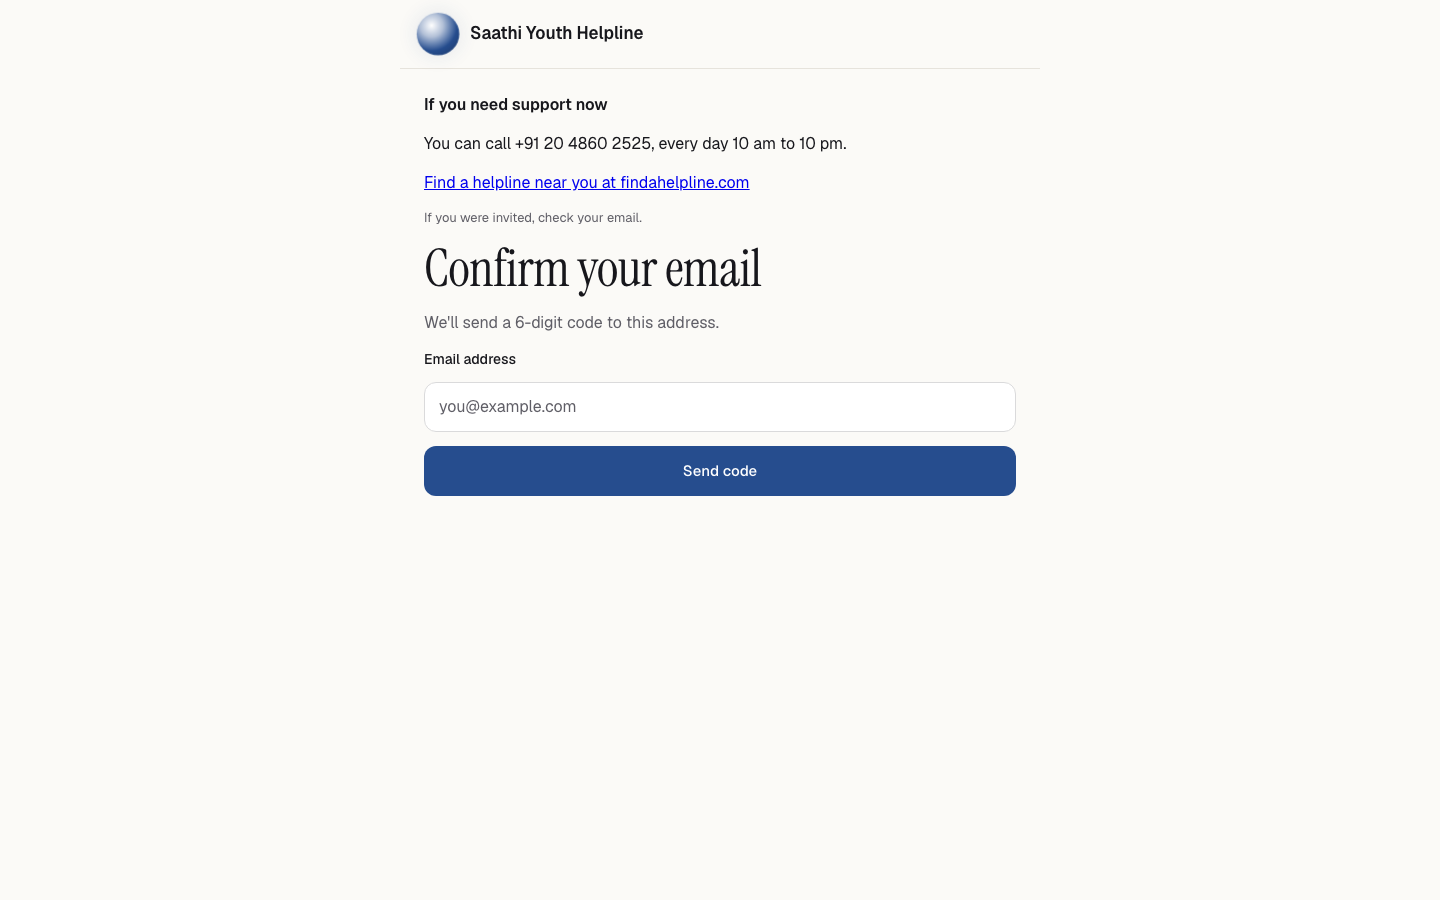 Saathi Youth Helpline
If you need support now
You can call +91 20 4860 2525, every day 10 am to 10 pm.
Find a helpline near you at findahelpline.com
If you were invited, check your email.
Confirm your email
We'll send a 6-digit code to this address.
Email address
you@example.com
Send code